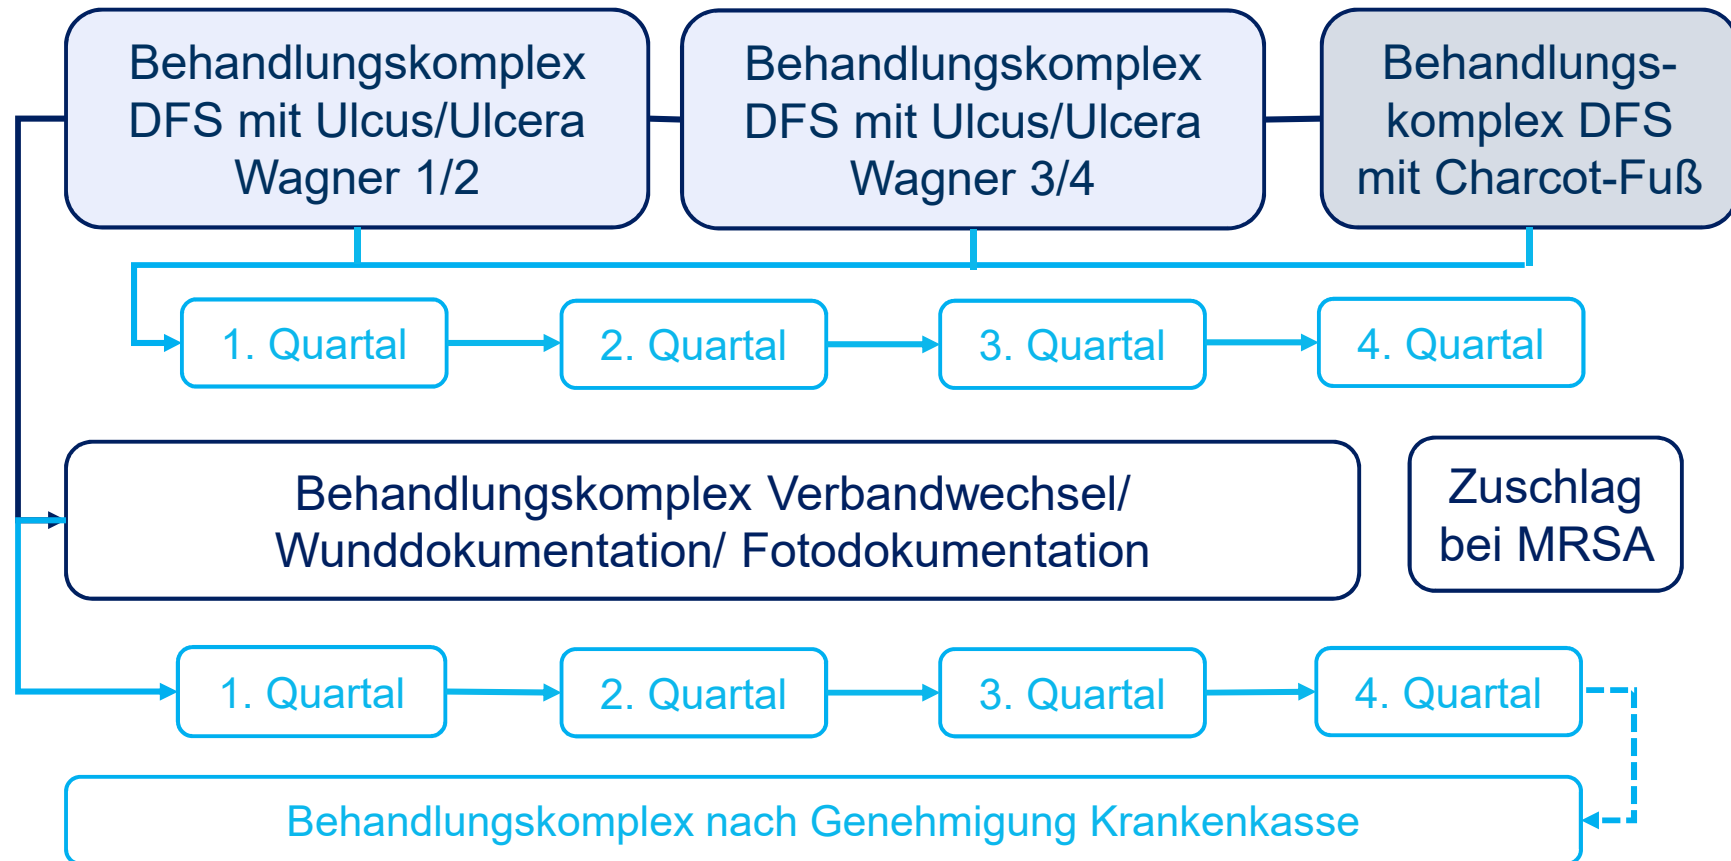 Behandlungskomplex
DFS mit Ulcus/Ulcera
Wagner 1/2
Behandlungskomplex
DFS mit Ulcus/Ulcera
Wagner 3/4
Behandlungs-
komplex DFS
mit Charcot-Fuß
1. Quartal
2. Quartal
3. Quartal
4. Quartal
Behandlungskomplex Verbandwechsel/
Wunddokumentation/ Fotodokumentation
Zuschlag
bei MRSA
1. Quartal
2. Quartal
3. Quartal
4. Quartal
Behandlungskomplex nach Genehmigung Krankenkasse